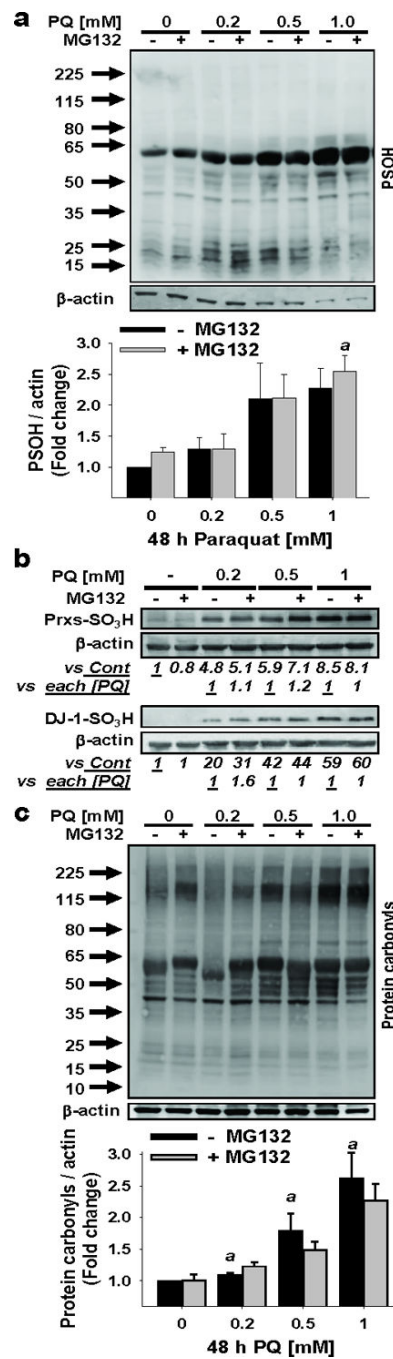 a
PQ [mM] 0 0.2 0.5 1.0
MG132 - + - + - + - +
225
115
80
65
50
35
25
15
PSOH
β-actin
- MG132
+ MG132
a
3.0
2.5
2.0
1.5
1.0
PSOH / actin
(Fold change)
0 0.2 0.5 1
48 h Paraquat [mM]
b
PQ [mM] - 0.2 0.5 1
MG132 - + - + - + - +
Prxs-SO3H
β-actin
vs Cont 1 0.8 4.8 5.1 5.9 7.1 8.5 8.1
vs each [PQ] 1 1.1 1 1.2 1 1
DJ-1-SO3H
β-actin
vs Cont 1 1 20 31 42 44 59 60
vs each [PQ] 1 1.6 1 1 1 1
c
PQ [mM] 0 0.2 0.5 1.0
MG132 - + - + - + - +
225
115
80
65
50
35
25
15
10
Protein carbonyls
β-actin
- MG132
+ MG132
a
a
a
3.0
2.5
2.0
1.5
1.0
Protein carbonyls / actin
(Fold change)
0 0.2 0.5 1
48 h PQ [mM]